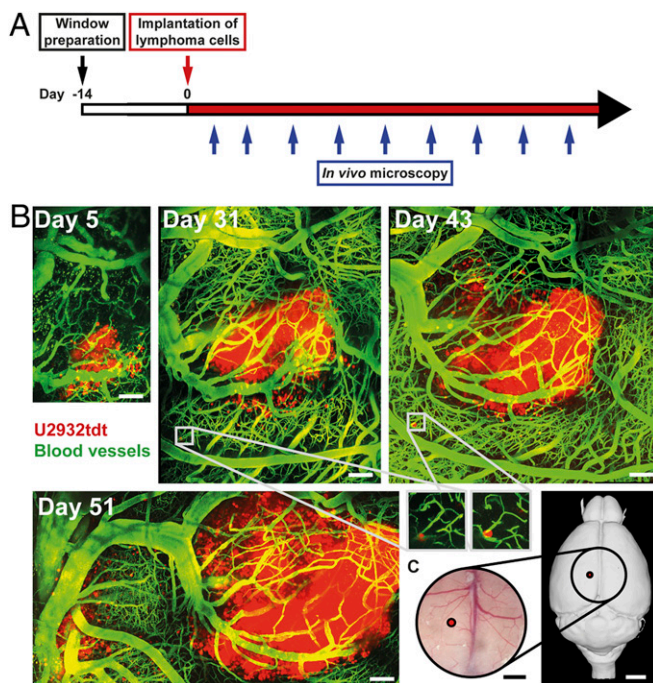 A
Window
preparation
Implantation of
lymphoma cells
Day -14 0
In vivo microscopy
B
Day 5
Day 31
Day 43
U2932tdt
Blood vessels
Day 51
C